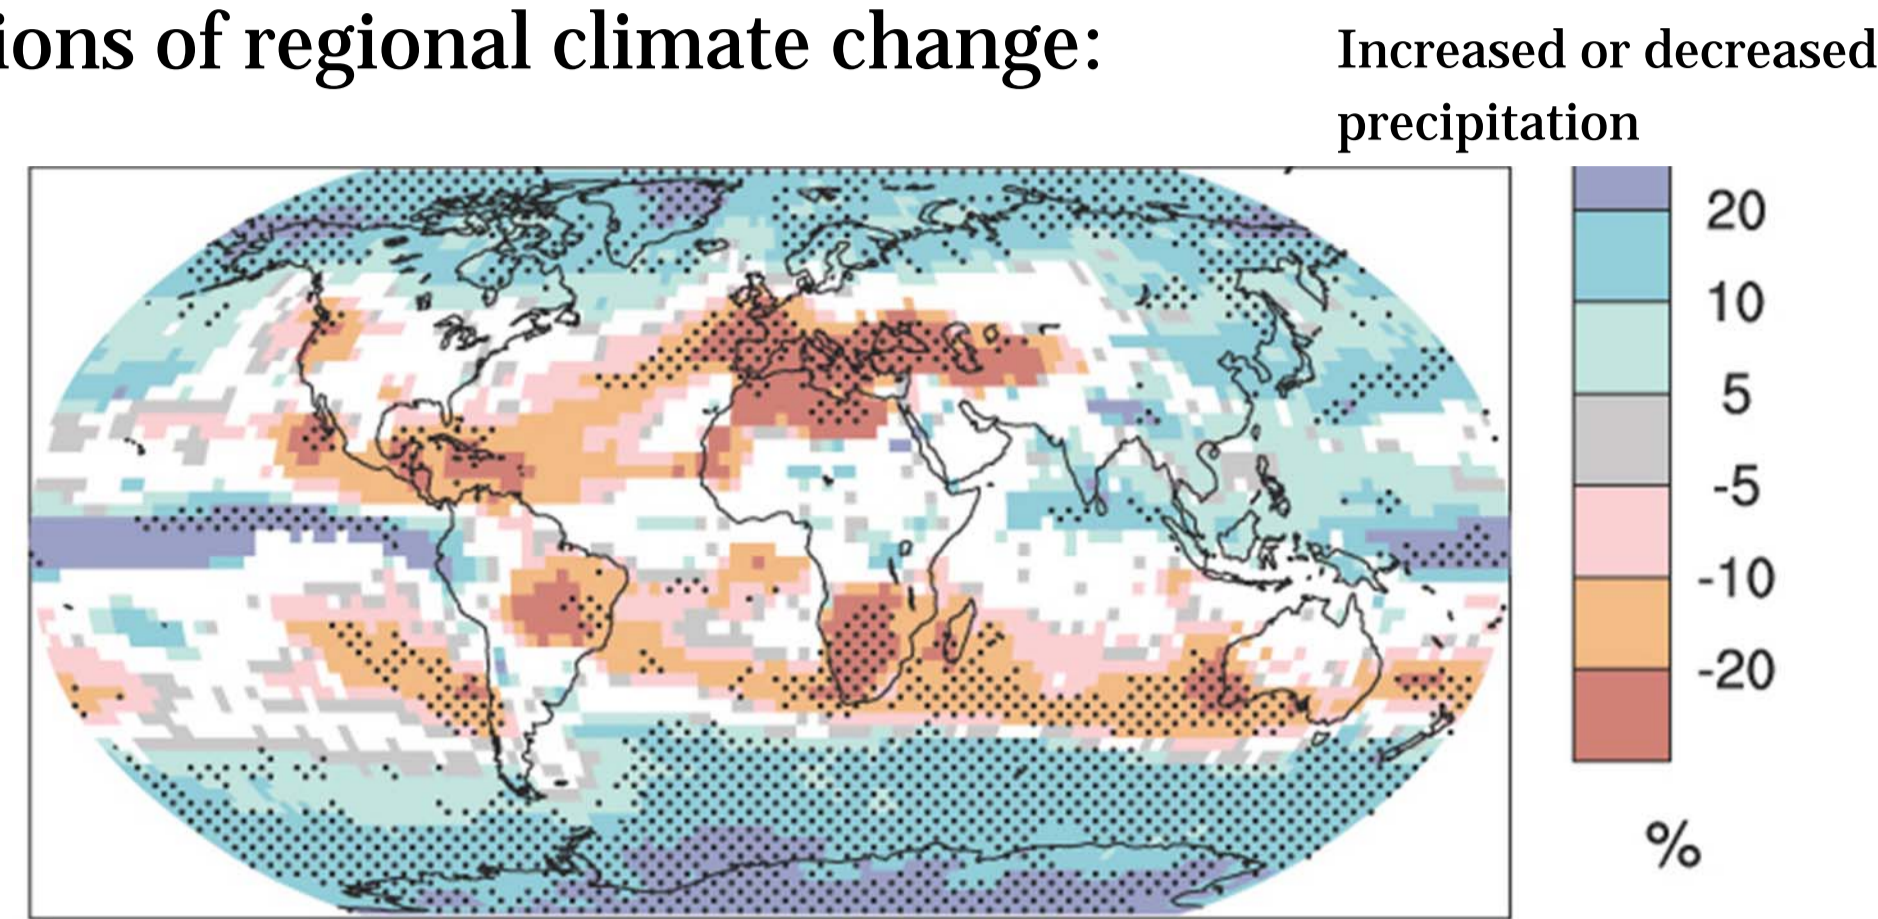 ions of regional climate change:
Increased or decreased
precipitation
20
10
5
-5
-10
-20
%